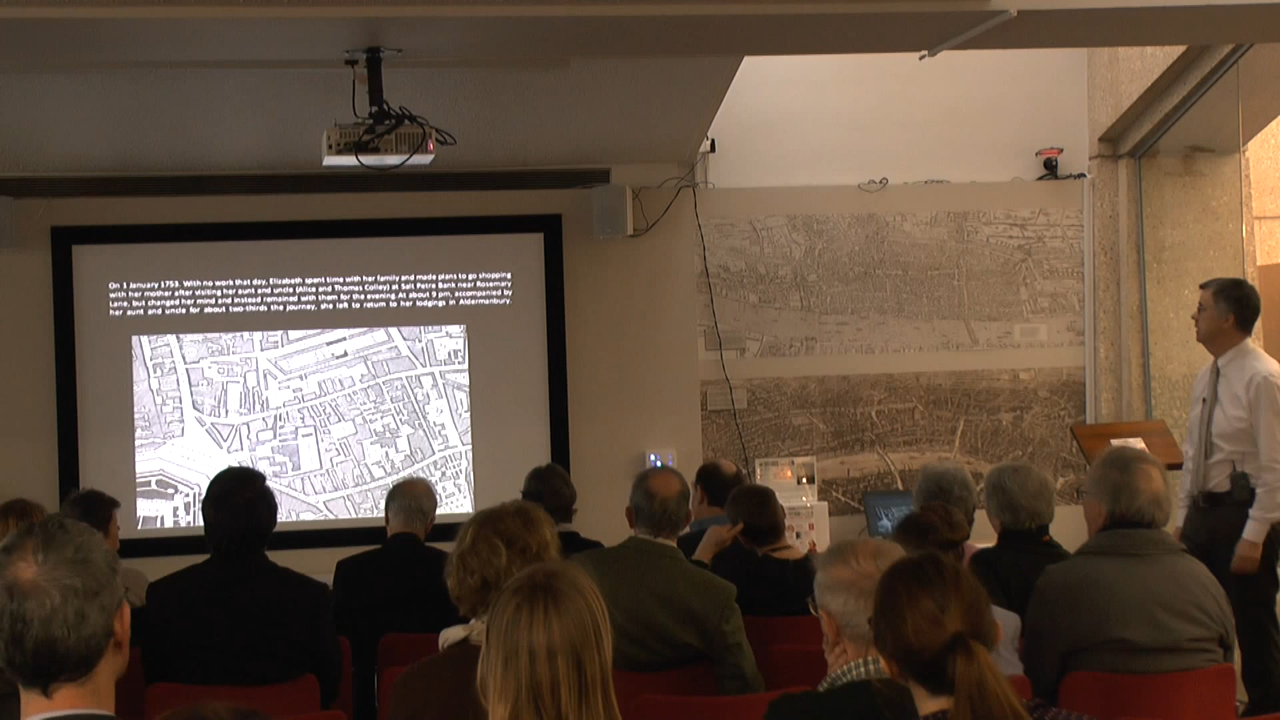 On 1 January 1753. With no work that day, Elizabeth spent time with her family and made plans to go shopping
with her mother after visiting her aunt and uncle (Alice and Thomas Colley) at Salt Petre Bank near Rosemary
Lane, but changed her mind and instead remained with them for the evening. At about 9 pm, accompanied by
her aunt and uncle for about two-thirds the journey, she left to return to her lodgings in Aldermanbury.